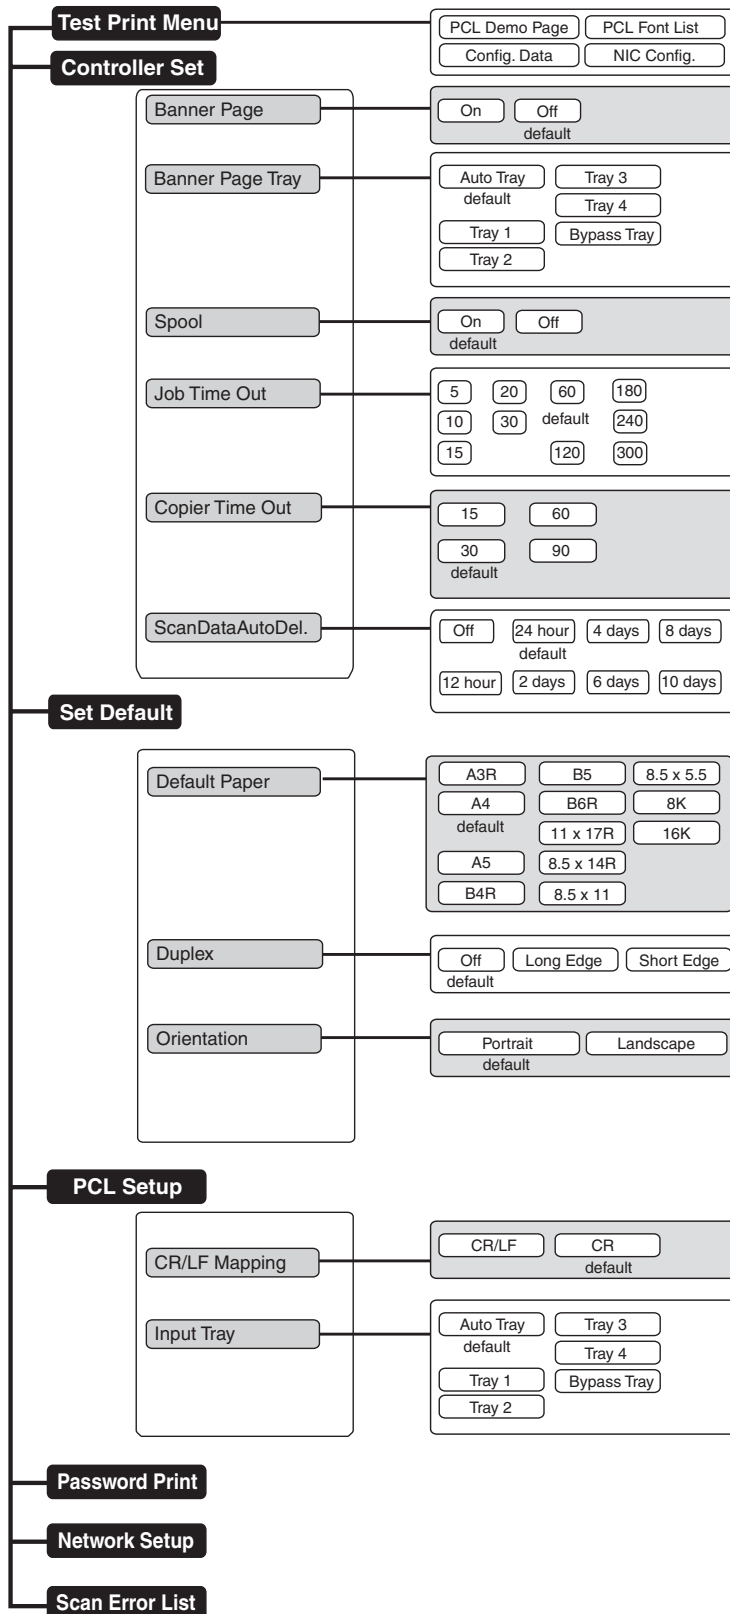 Test Print Menu
PCL Demo Page PCL Font List
Config. Data NIC Config.
Controller Set
Banner Page
On Off
default
Banner Page Tray
Auto Tray Tray 3
default
Tray 4
Tray 1 Bypass Tray
Tray 2
Spool
On Off
default
Job Time Out
5 20 60 180
10 30 default 240
15 120 300
Copier Time Out
15 60
30 90
default
ScanDataAutoDel.
Off 24 hour 4 days 8 days
default
12 hour 2 days 6 days 10 days
Set Default
Default Paper
A3R B5 8.5 x 5.5
A4 B6R 8K
default
11 x 17R 16K
A5 8.5 x 14R
B4R 8.5 x 11
Duplex
Off Long Edge Short Edge
default
Orientation
Portrait Landscape
default
PCL Setup
CR/LF Mapping
CR/LF CR
default
Input Tray
Auto Tray Tray 3
default
Tray 4
Tray 1 Bypass Tray
Tray 2
Password Print
Network Setup
Scan Error List